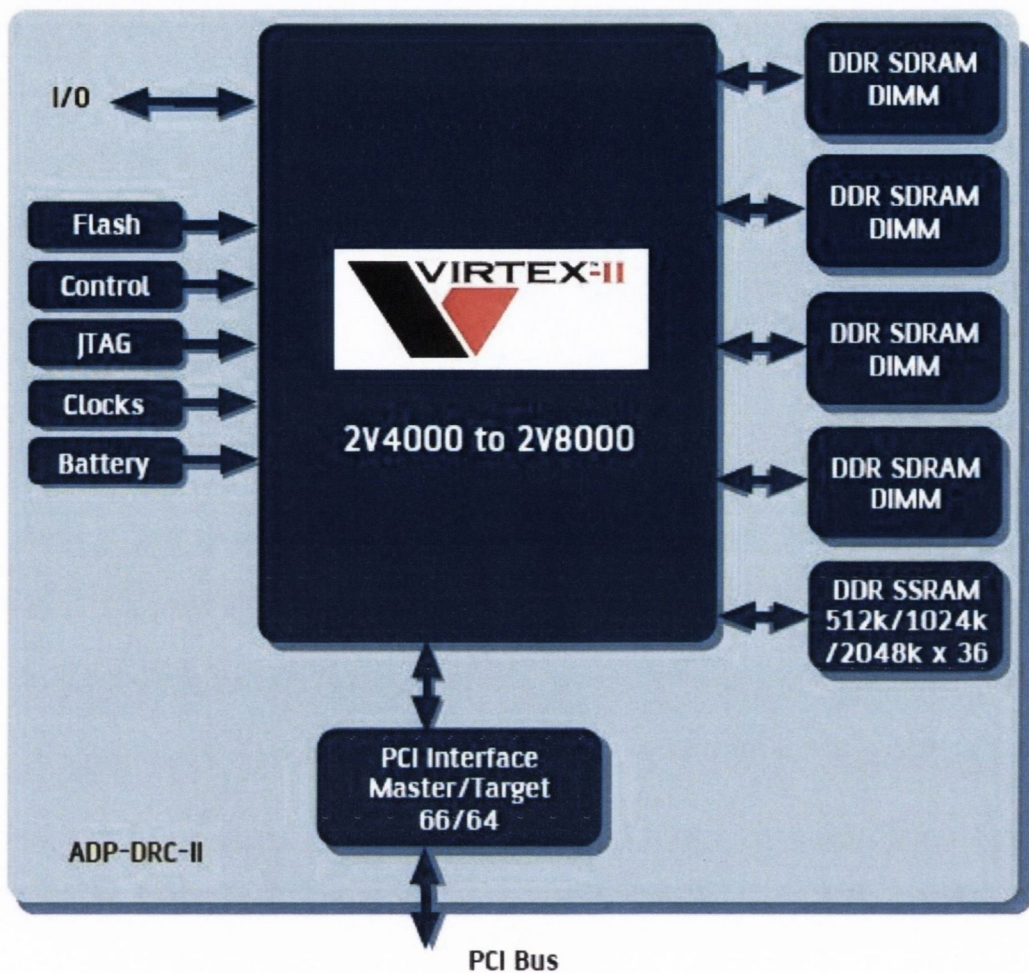 I/O
Flash
Control
JTAG
Clocks
Battery
VIRTEX™-II
2V4000 to 2V8000
DDR SDRAM
DIMM
DDR SDRAM
DIMM
DDR SDRAM
DIMM
DDR SDRAM
DIMM
DDR SSRAM
512k/1024k
/2048k x 36
PCI Interface
Master/Target
66/64
ADP-DRC-II
PCI Bus